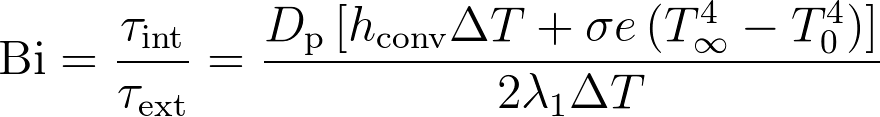 Bi = τ_int / τ_ext = D_p [h_conv ΔT + σe (T_∞^4 − T_0^4)] / 2λ_1 ΔT